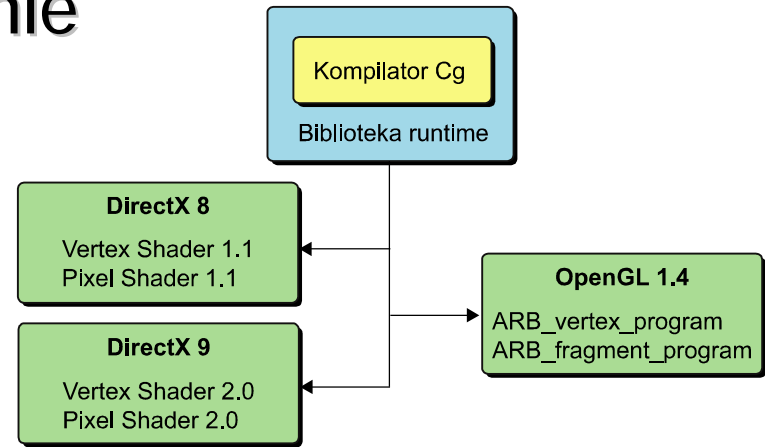 nie
Kompilator Cg
Biblioteka runtime
DirectX 8
Vertex Shader 1.1
Pixel Shader 1.1
OpenGL 1.4
ARB_vertex_program
ARB_fragment_program
DirectX 9
Vertex Shader 2.0
Pixel Shader 2.0